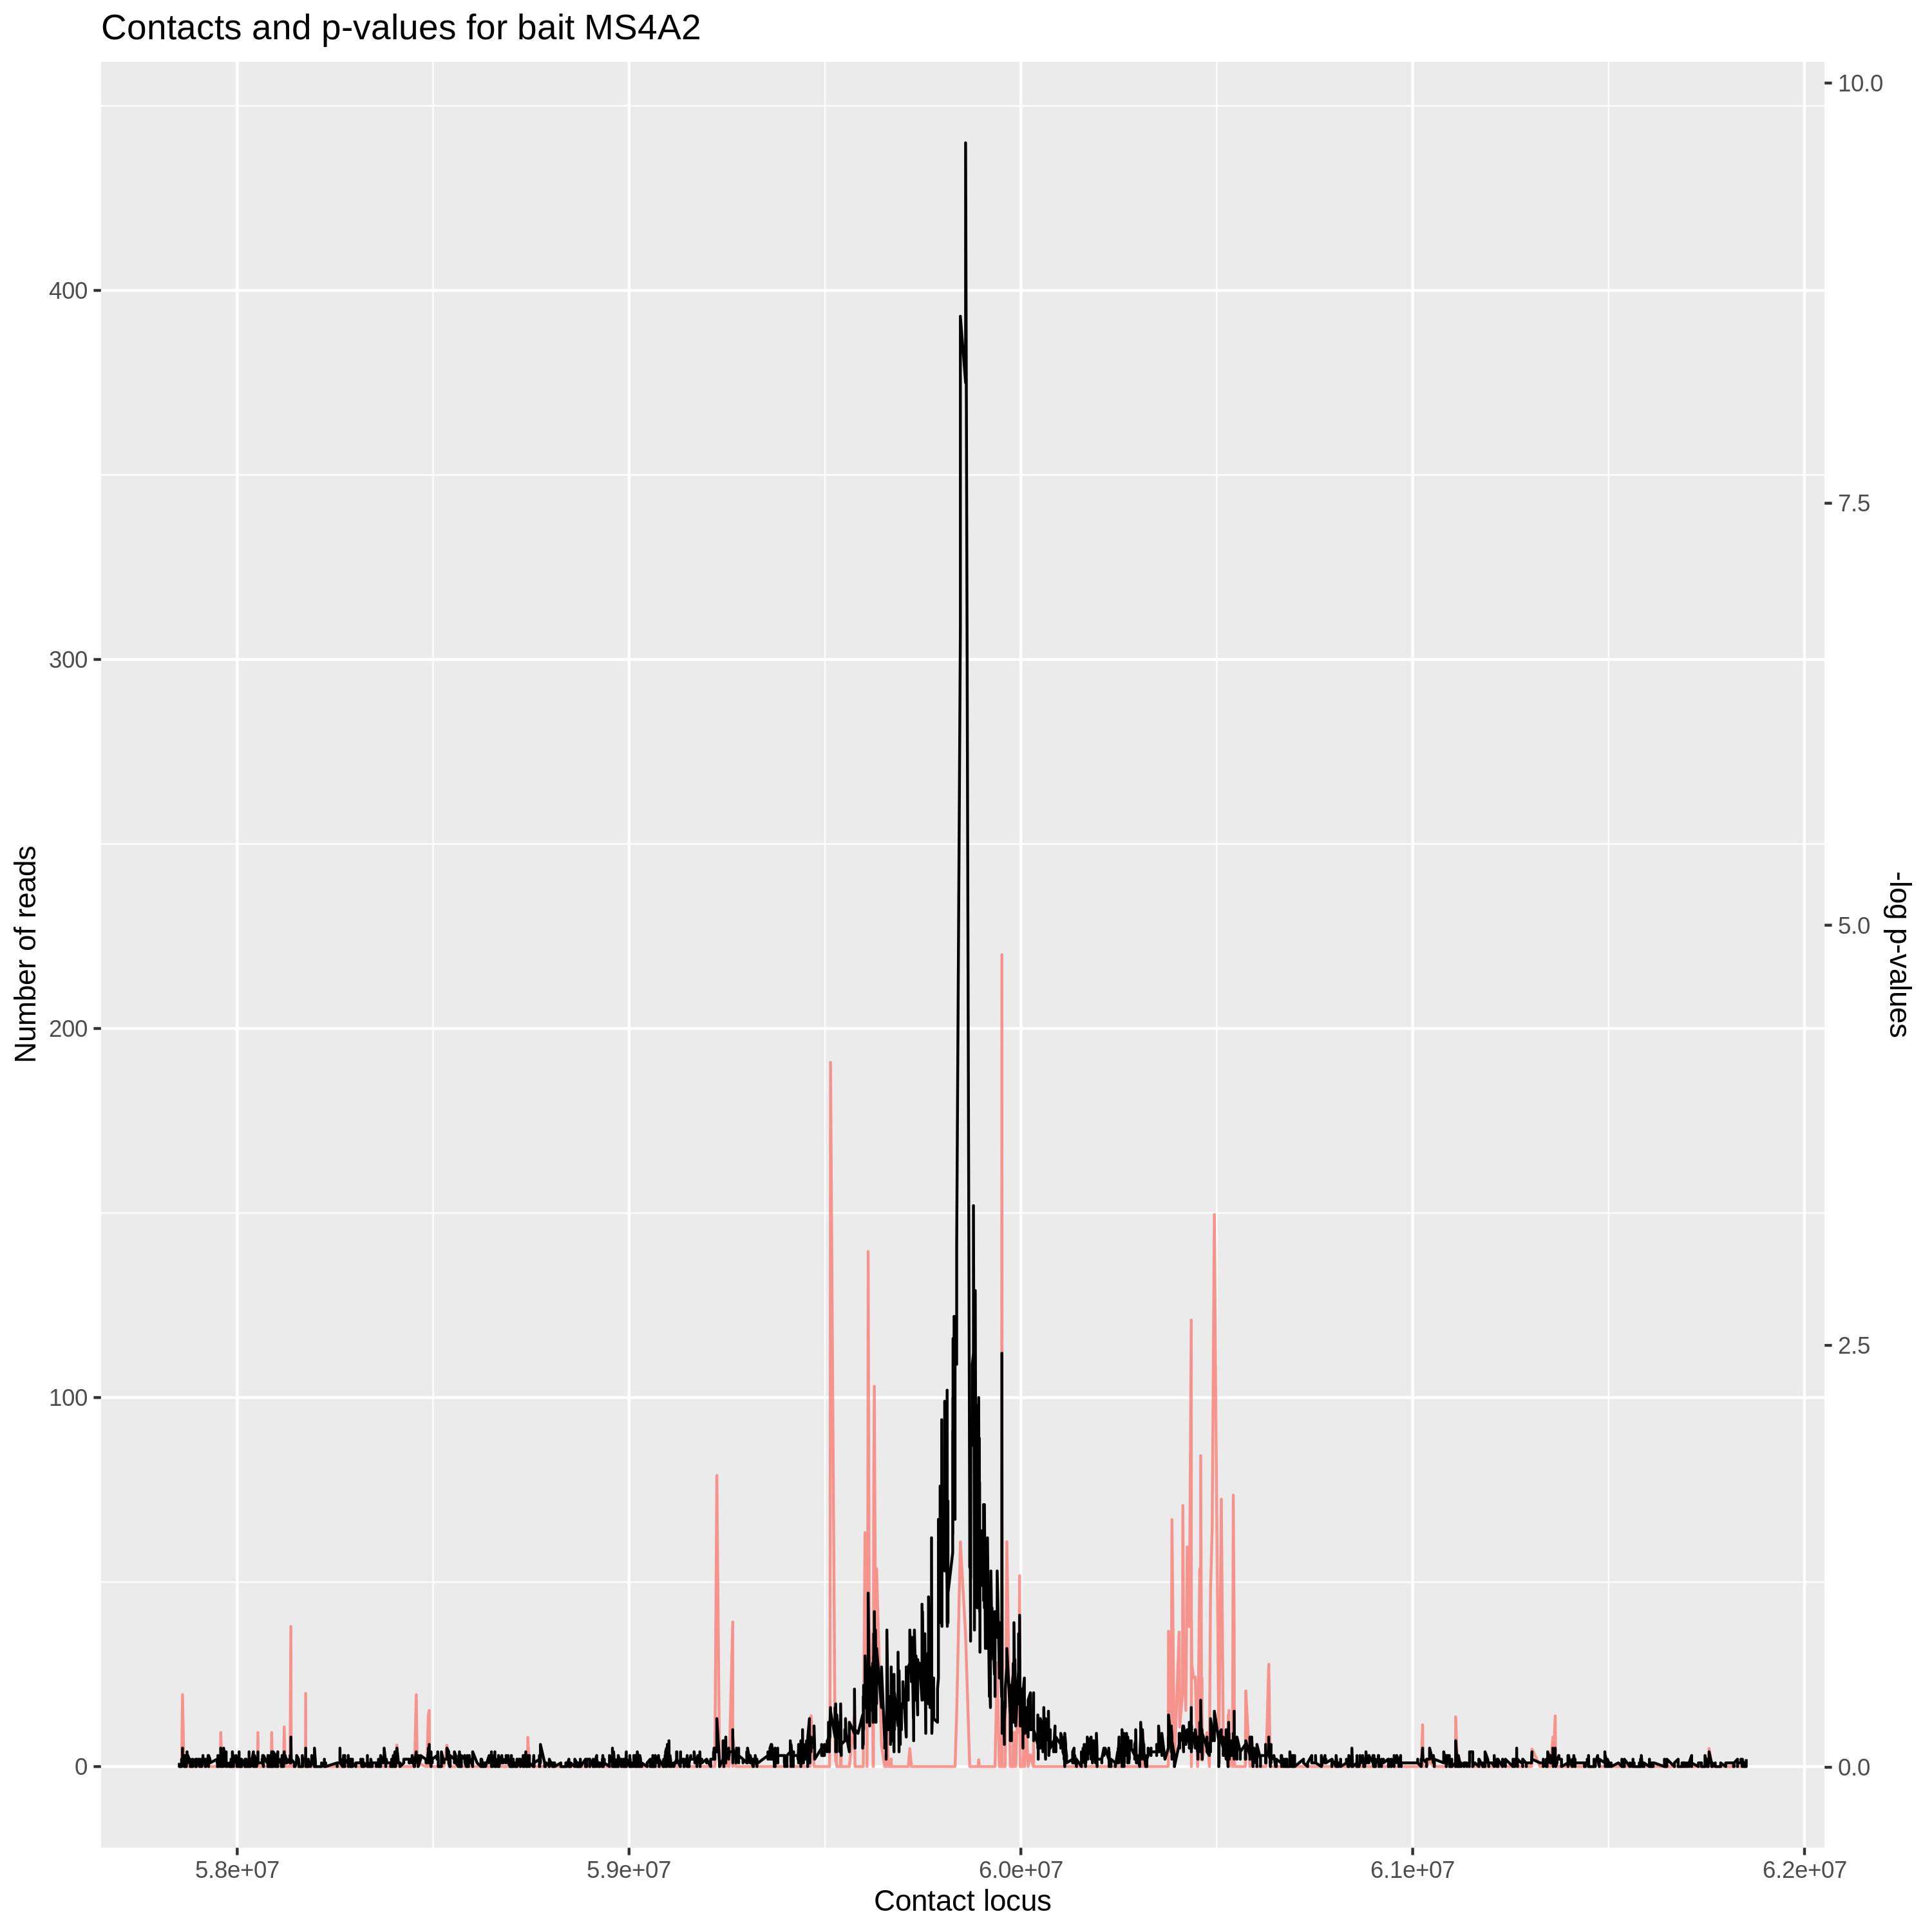 Contacts and p-values for bait MS4A2
10.0
400
7.5
300
Number of reads
-log p-values
5.0
200
2.5
100
0
0.0
5.8e+07
5.9e+07
6.0e+07
6.1e+07
6.2e+07
Contact locus